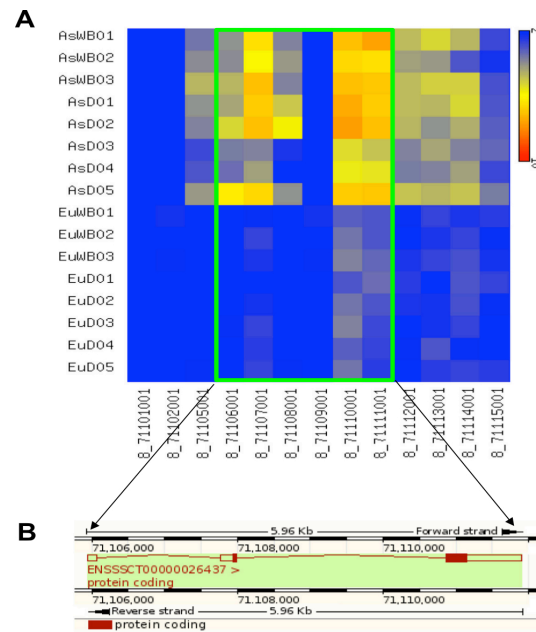 A
AsWB01
AsWB02
AsWB03
AsD01
AsD02
AsD03
AsD04
AsD05
EuWB01
EuWB02
EuWB03
EuD01
EuD02
EuD03
EuD04
EuD05
8_71101001
8_71102001
8_71105001
8_71106001
8_71107001
8_71108001
8_71109001
8_71110001
8_71111001
8_71112001
8_71113001
8_71114001
8_71115001
B
5.96 Kb Forward strand
71,106,000 71,108,000 71,110,000
ENSSSCT00000026437 >
protein coding
71,106,000 71,108,000 71,110,000
Reverse strand 5.96 Kb
protein coding